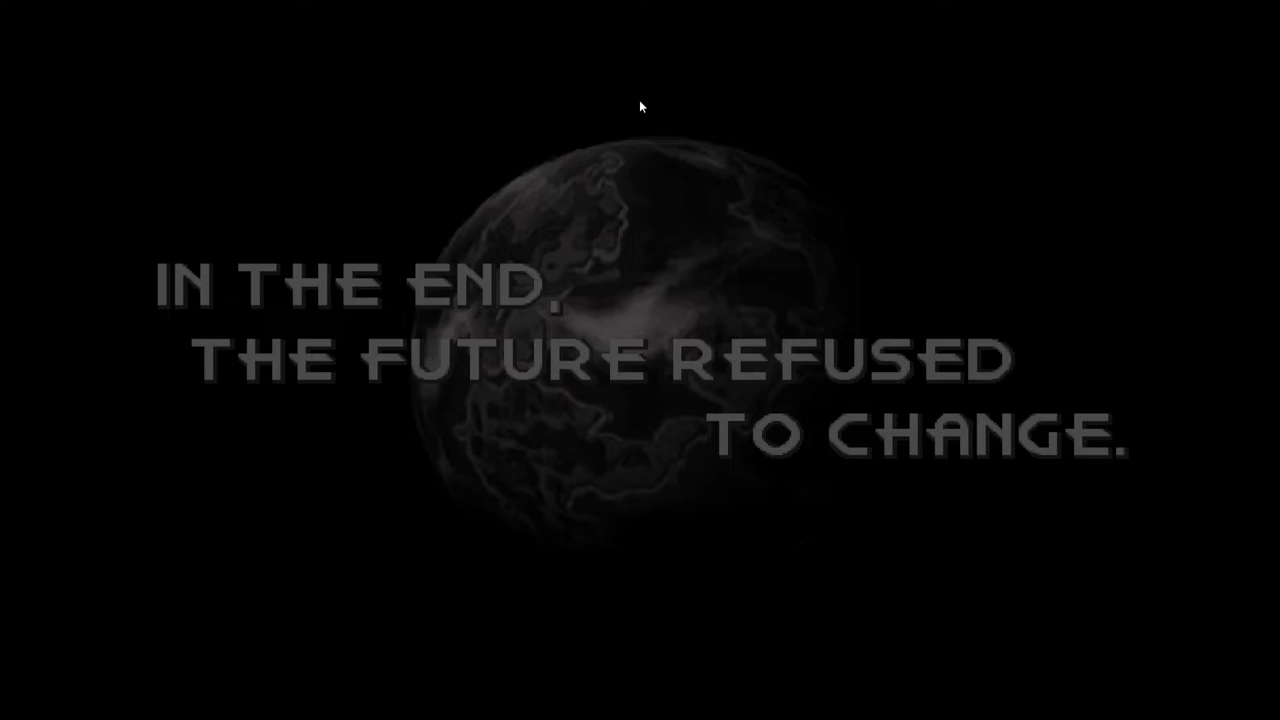 IN THE END,
THE FUTURE REFUSED
TO CHANGE.